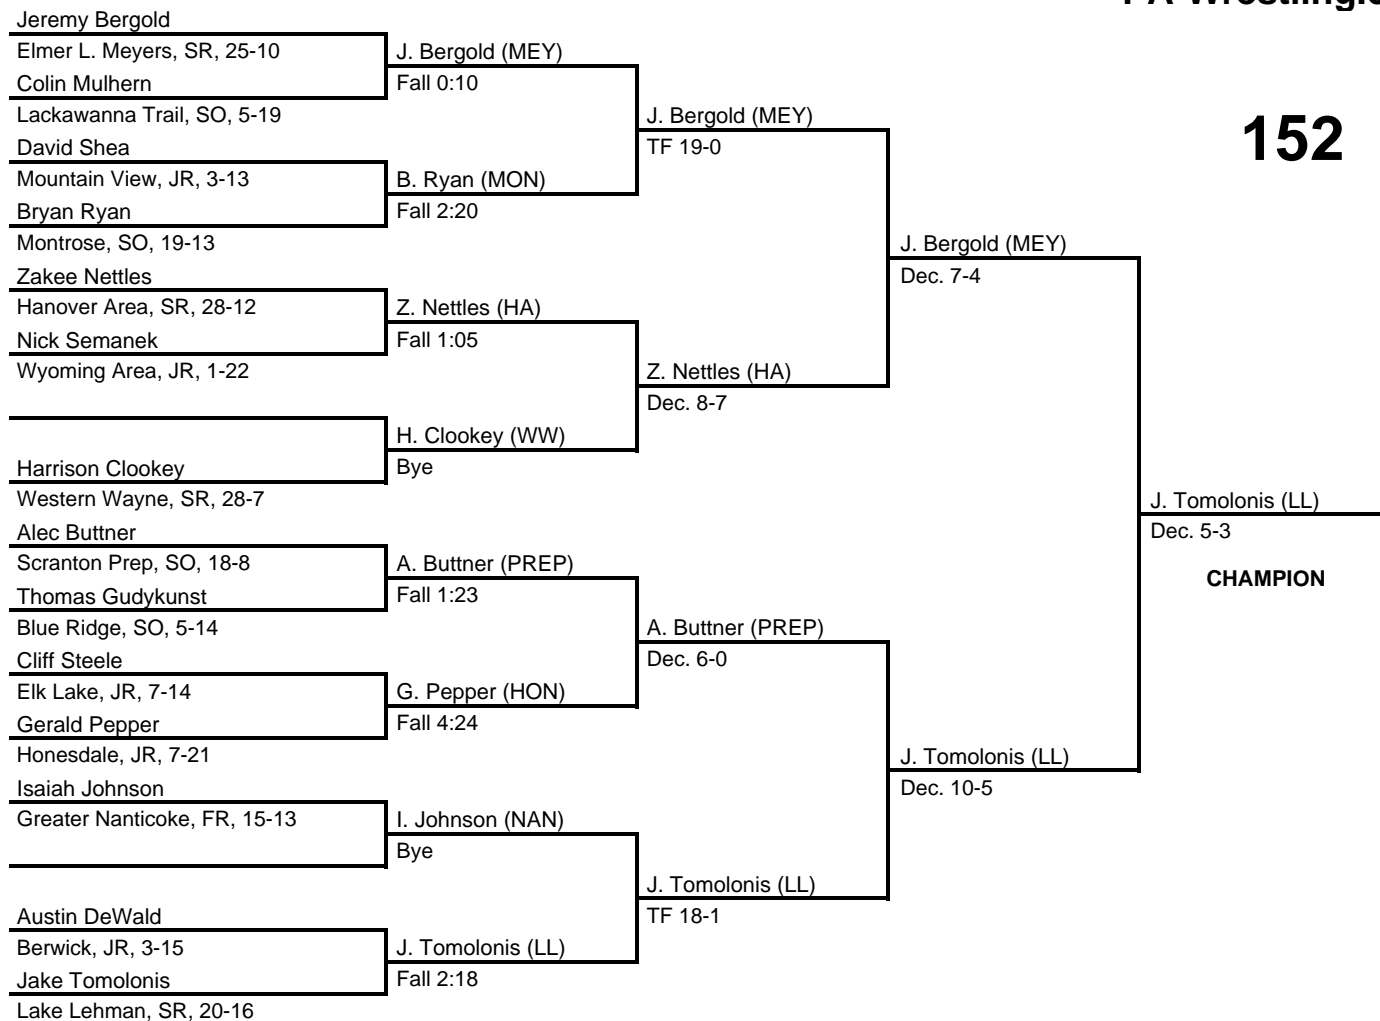 Jeremy Bergold
Elmer L. Meyers, SR, 25-10
J. Bergold (MEY)
Colin Mulhern
Fall 0:10
Lackawanna Trail, SO, 5-19
J. Bergold (MEY)
152
David Shea
TF 19-0
Mountain View, JR, 3-13
B. Ryan (MON)
Bryan Ryan
Fall 2:20
Montrose, SO, 19-13
J. Bergold (MEY)
Zakee Nettles
Dec. 7-4
Hanover Area, SR, 28-12
Z. Nettles (HA)
Nick Semanek
Fall 1:05
Wyoming Area, JR, 1-22
Z. Nettles (HA)
Dec. 8-7
H. Clookey (WW)
Harrison Clookey
Bye
Western Wayne, SR, 28-7
J. Tomolonis (LL)
Alec Buttner
Dec. 5-3
Scranton Prep, SO, 18-8
A. Buttner (PREP)
CHAMPION
Thomas Gudykunst
Fall 1:23
Blue Ridge, SO, 5-14
A. Buttner (PREP)
Cliff Steele
Dec. 6-0
Elk Lake, JR, 7-14
G. Pepper (HON)
Gerald Pepper
Fall 4:24
Honesdale, JR, 7-21
J. Tomolonis (LL)
Isaiah Johnson
Dec. 10-5
Greater Nanticoke, FR, 15-13
I. Johnson (NAN)
Bye
J. Tomolonis (LL)
Austin DeWald
TF 18-1
Berwick, JR, 3-15
J. Tomolonis (LL)
Jake Tomolonis
Fall 2:18
Lake Lehman, SR, 20-16